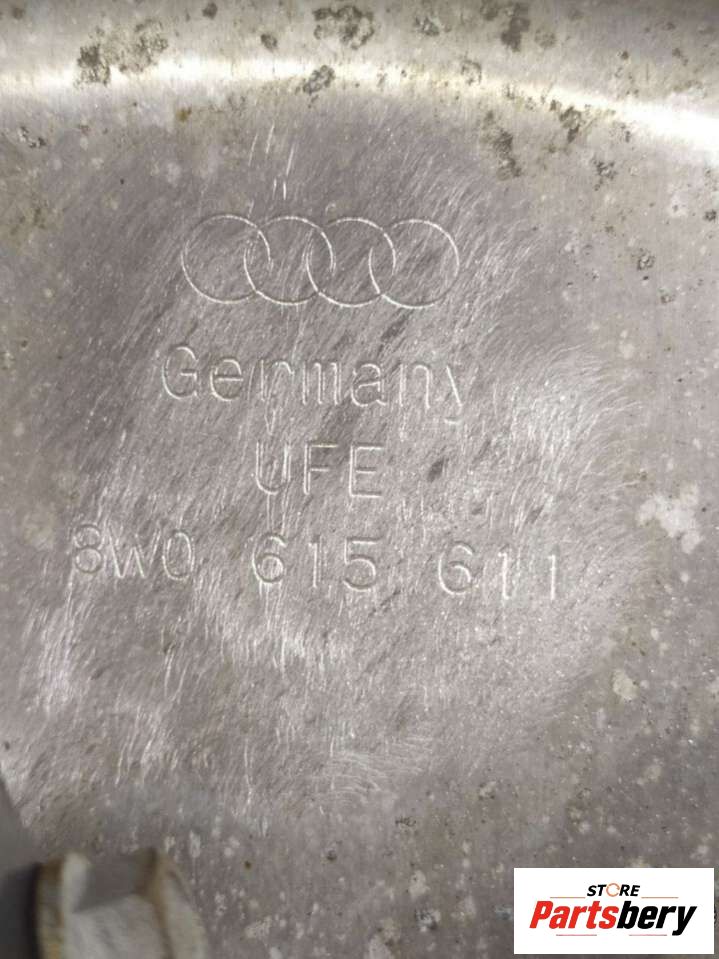 Germany
UFE
8W0 615 611
STORE
Partsbery